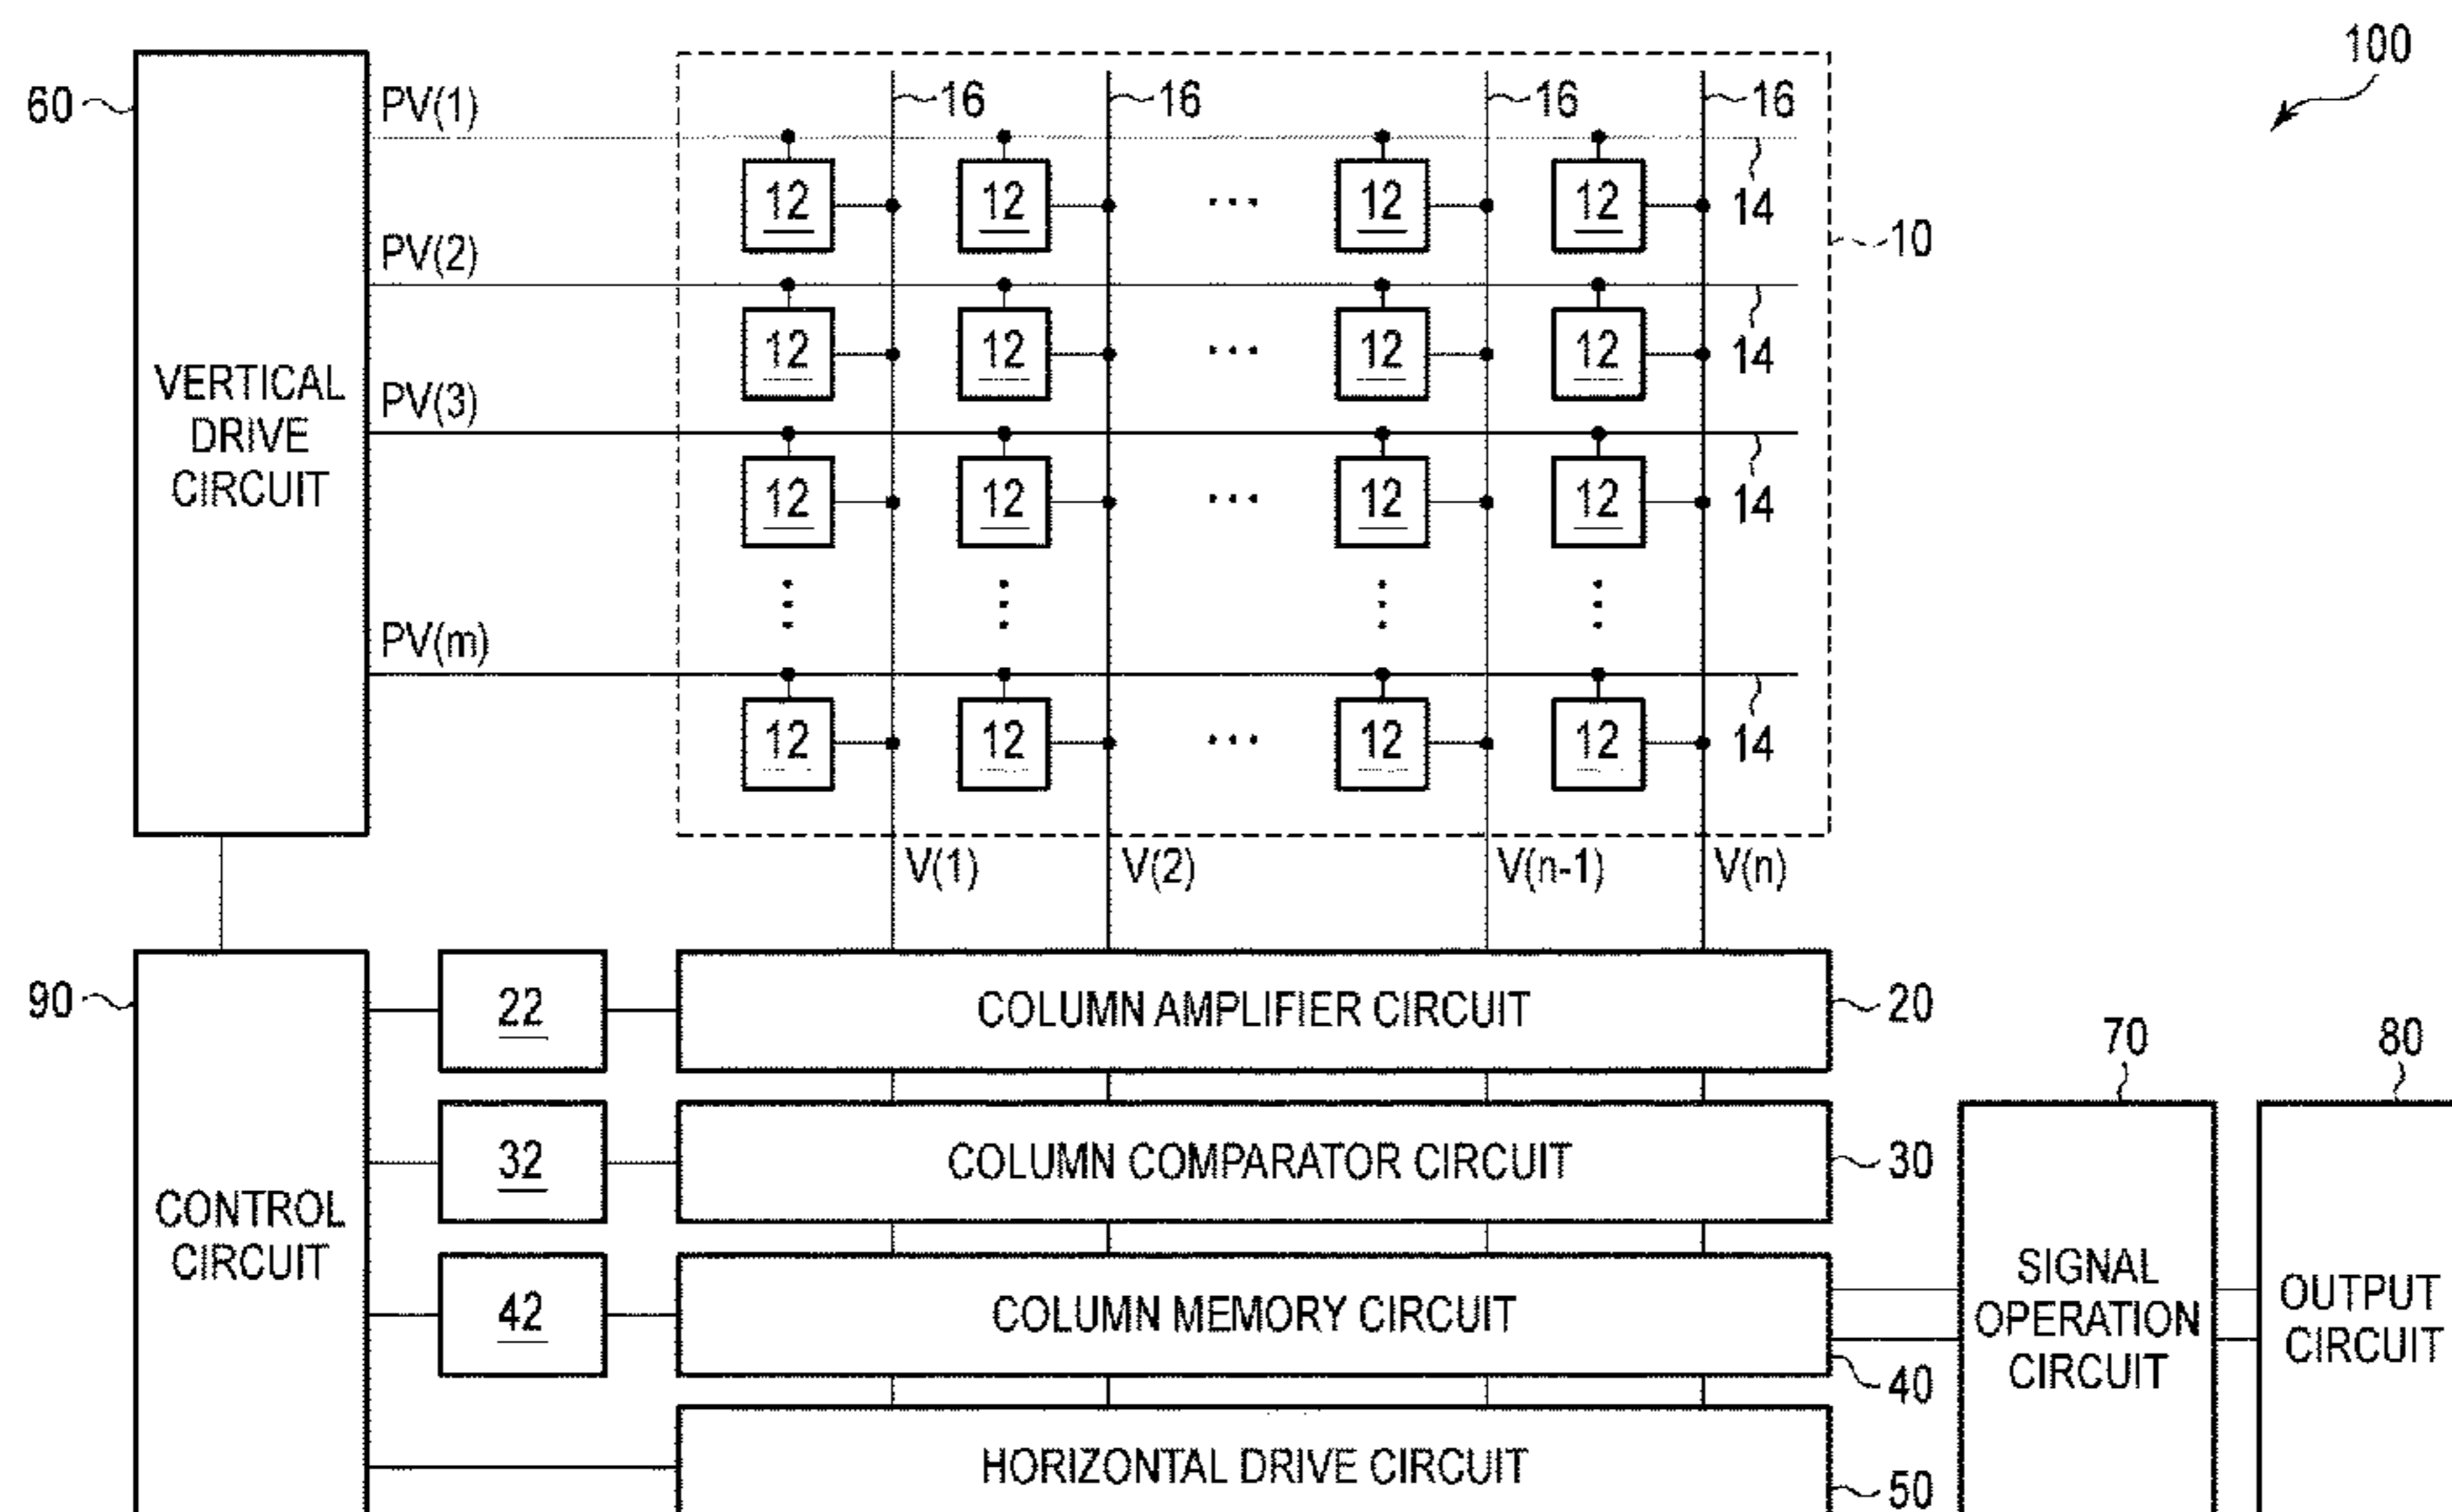 100
60
PV(1)
16 16 16 16
12 12 ... 12 12
14
10
PV(2)
12 12 ... 12 12
14
VERTICAL
DRIVE
CIRCUIT
PV(3)
12 12 ... 12 12
14
PV(m)
12 12 ... 12 12
14
V(1) V(2) V(n-1) V(n)
90
22
COLUMN AMPLIFIER CIRCUIT
20
70
80
32
COLUMN COMPARATOR CIRCUIT
30
CONTROL
CIRCUIT
42
COLUMN MEMORY CIRCUIT
40
SIGNAL
OPERATION
CIRCUIT
OUTPUT
CIRCUIT
HORIZONTAL DRIVE CIRCUIT
50